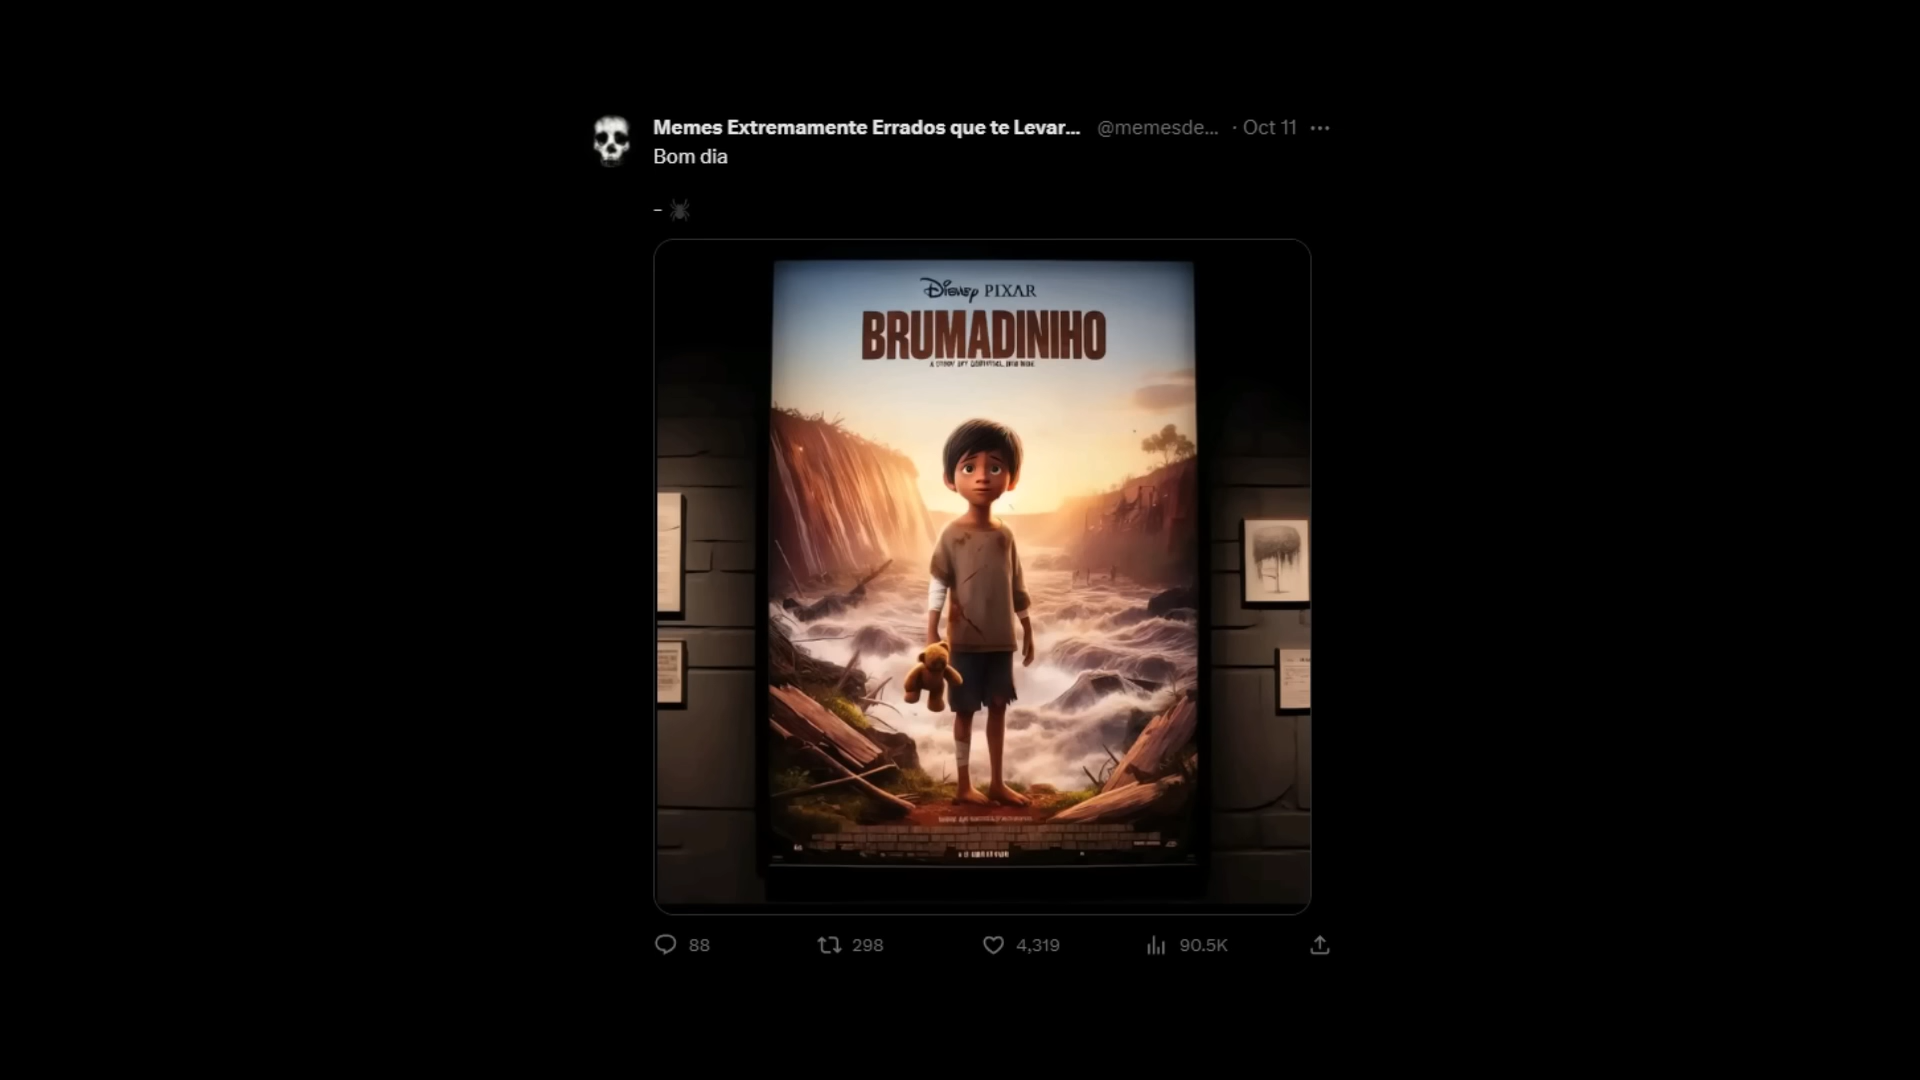 Memes Extremamente Errados que te Levar... @memesde... · Oct 11
Bom dia
-
Disney PIXAR
BRUMADINIHO
88 298 4,319 90.5K